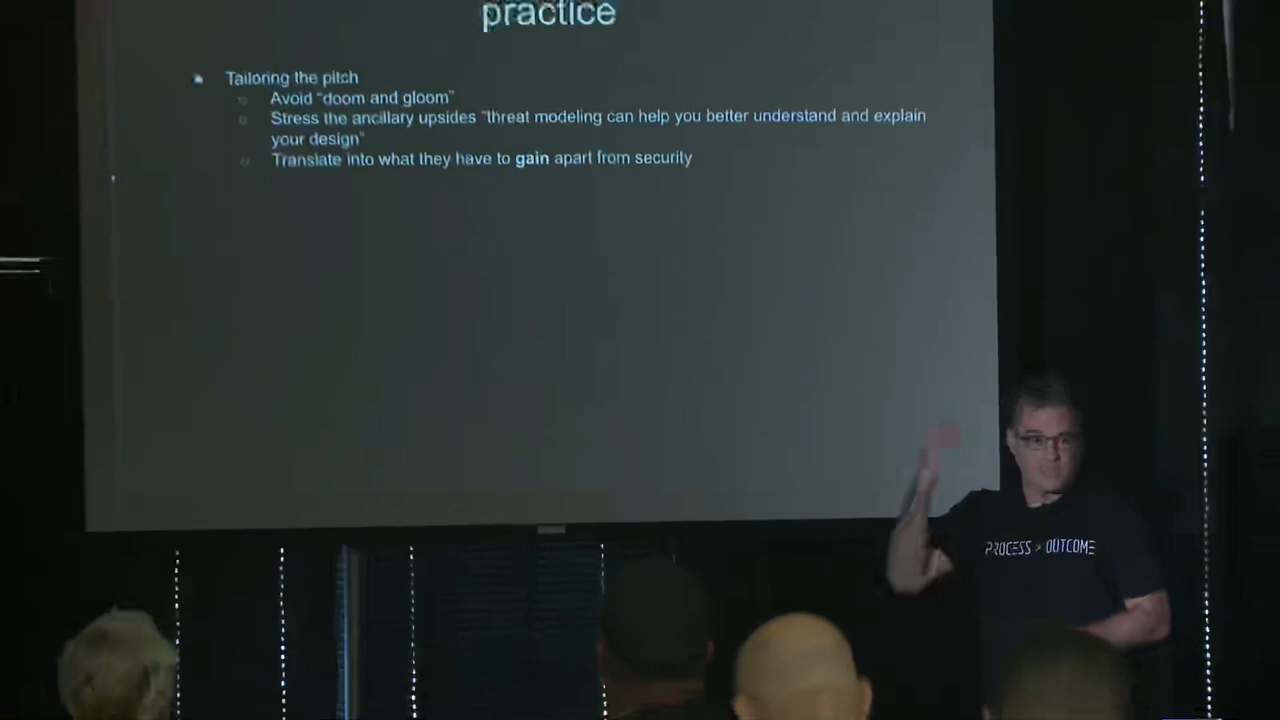 practice
Tailoring the pitch
Avoid "doom and gloom"
Stress the ancillary upsides "threat modeling can help you better understand and explain
your design"
Translate into what they have to gain apart from security
PROCESS > OUTCOME